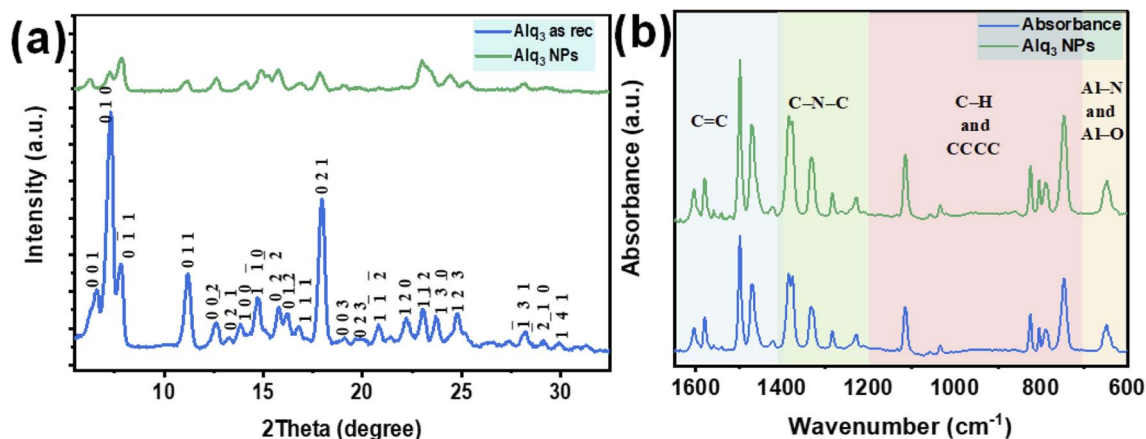 (a)
Alq₃ as rec
Alq₃ NPs
Intensity (a.u.)
0 0 1
0 1 0
0 1 1
0 1 1
0 0 2
0 2 1
1 0 0
1 1 0
0 2 2
0 1 2
1 1 1
0 2 1
0 0 3
0 2 3
1 1 2
1 2 0
1 1 2
1 3 0
1 2 3
1 3 1
2 1 0
1 4 1
10 15 20 25 30
2Theta (degree)
(b)
Absorbance
Alq₃ NPs
Absorbance (a.u.)
C=C
C–N–C
C–H
and
CCCC
Al–N
and
Al–O
1600 1400 1200 1000 800 600
Wavenumber (cm⁻¹)